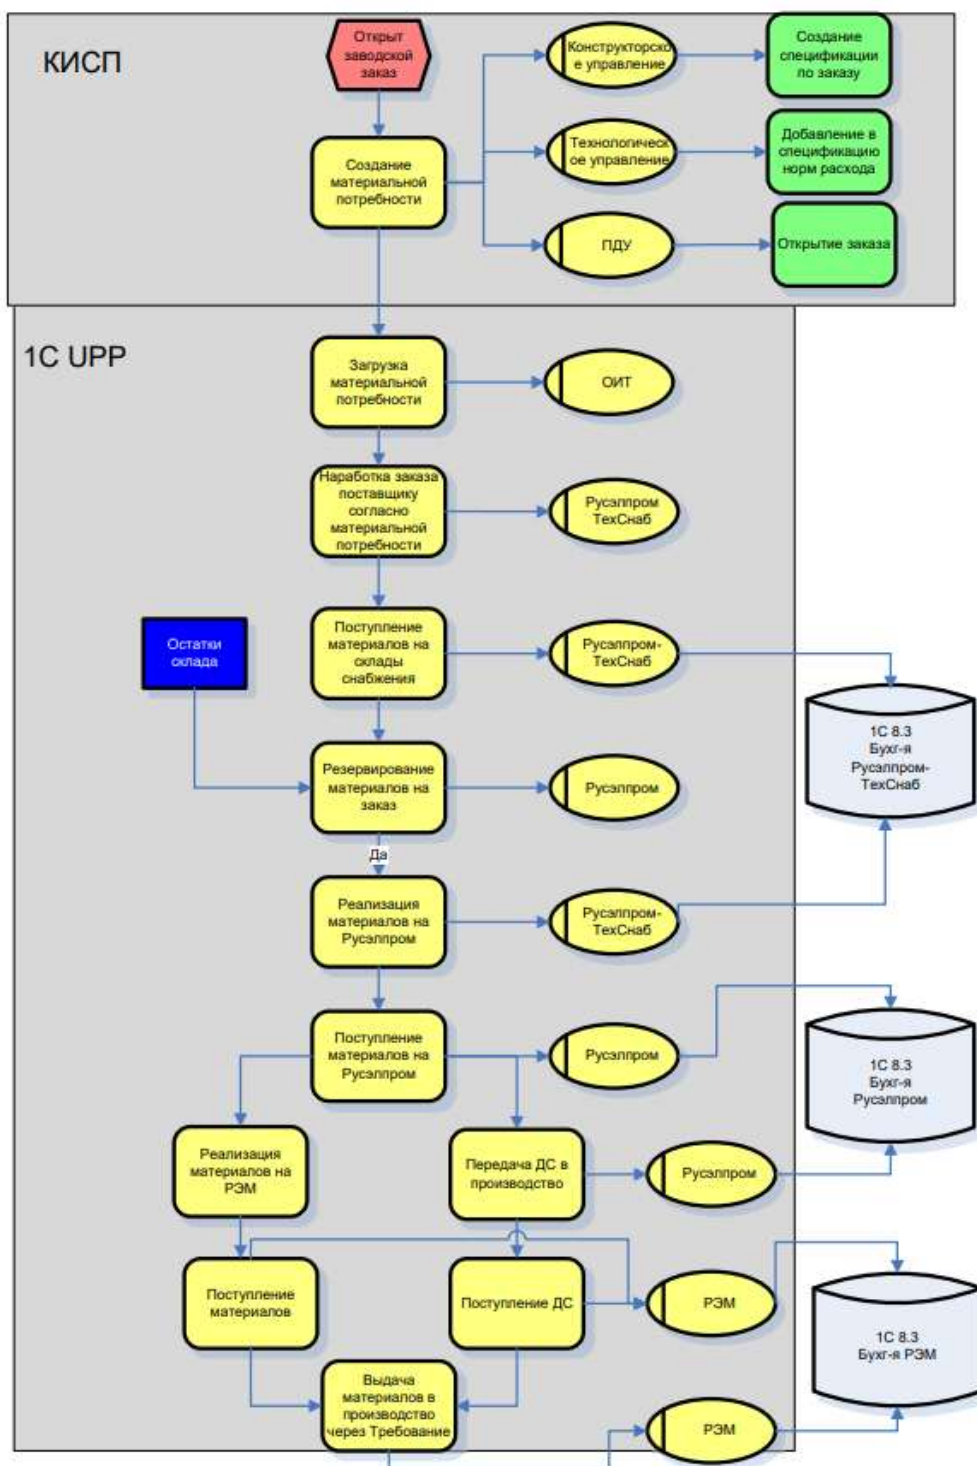 КИСП
Открыт
заводской
заказ
Конструкторско
е управление
Создание
спецификации
по заказу
Создание
материальной
потребности
Технологическ
ое управление
Добавление в
спецификацию
норм расхода
ПДУ
Открытие заказа
1С UPP
Загрузка
материальной
потребности
ОИТ
Наработка заказа
поставщику
согласно
материальной
потребности
Русэлпром
ТехСнаб
Остатки
склада
Поступление
материалов на
склады
снабжения
Русэлпром-
ТехСнаб
1С 8.3
Бухг-я
Русэлпром-
ТехСнаб
Резервирование
материалов на
заказ
Русэлпром
Да
Реализация
материалов на
Русэлпром
Русэлпром-
ТехСнаб
Поступление
материалов на
Русэлпром
Русэлпром
1С 8.3
Бухг-я
Русэлпром
Реализация
материалов на
РЭМ
Передача ДС в
производство
Русэлпром
Поступление
материалов
Поступление ДС
РЭМ
1С 8.3
Бухг-я РЭМ
Выдача
материалов в
производство
через Требование
РЭМ